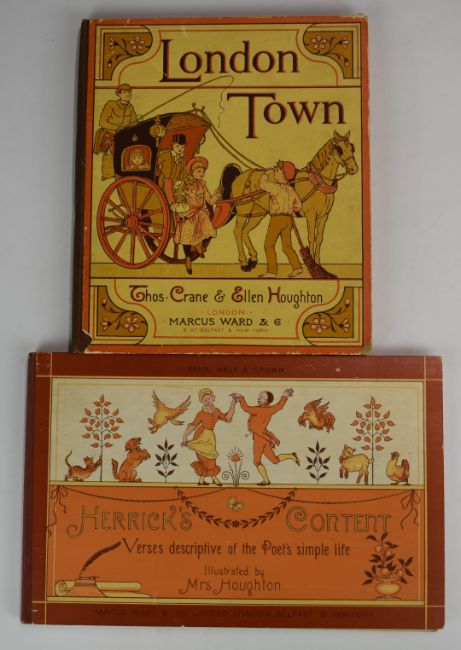 London
Town
Thos. Crane & Ellen Houghton
LONDON
MARCUS WARD & Co
& AT BELFAST & NEW YORK
PRICE HALF A CROWN
HERRICK'S CONTENT
Verses descriptive of the Poet's simple life
Illustrated by
Mrs Houghton
MARCUS WARD & CO LIMITED LONDON BELFAST & NEW YORK